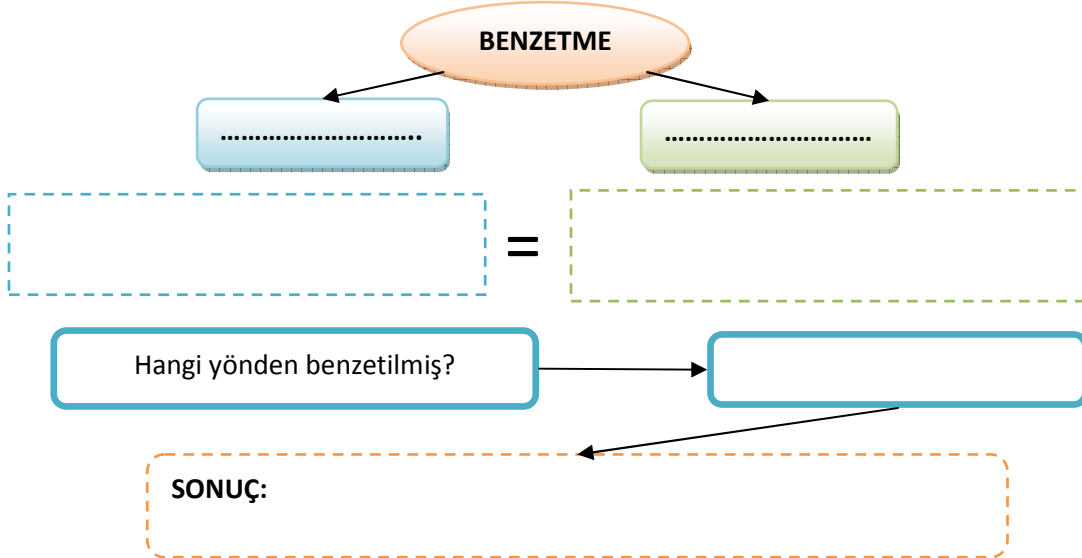 BENZETME
……………………….. …………………………
=
Hangi yönden benzetilmiş?
SONUÇ: